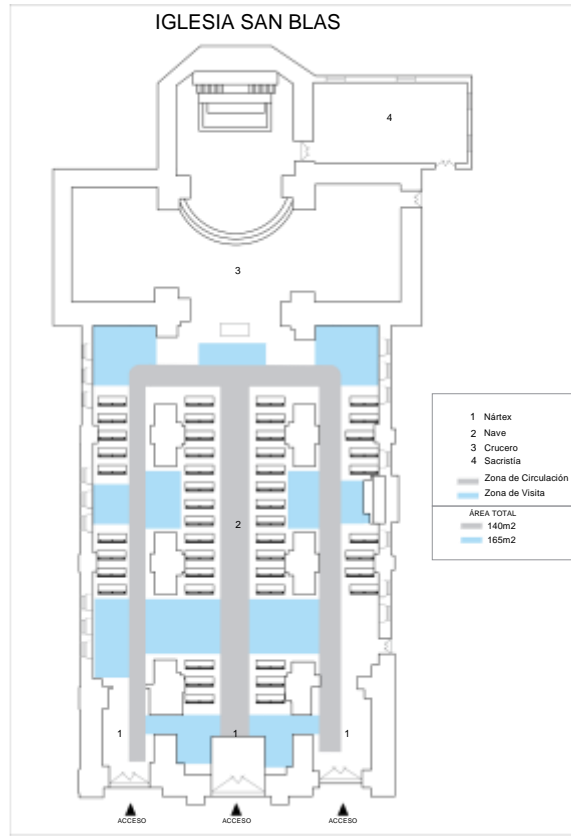 IGLESIA SAN BLAS
4
3
1 Nártex
2 Nave
3 Crucero
4 Sacristía
Zona de Circulación
Zona de Visita
ÁREA TOTAL
140m2
165m2
2
1
1
1
ACCESO
ACCESO
ACCESO